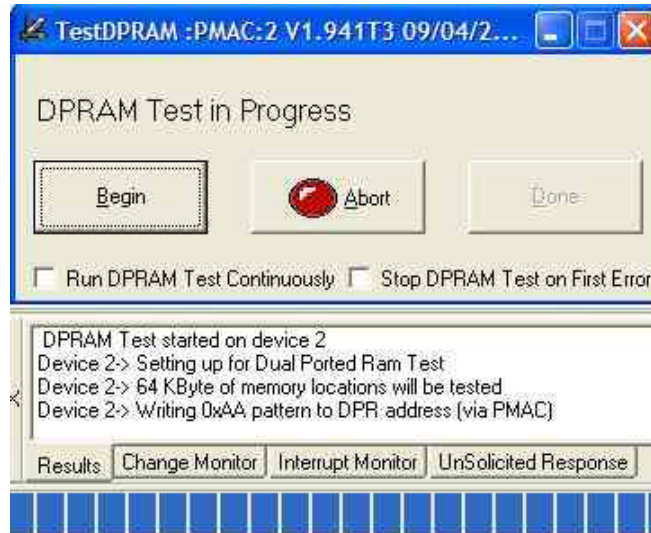 TestDPRAM :PMAC:2 V1.941T3 09/04/2...
DPRAM Test in Progress
Begin
Abort
Done
Run DPRAM Test Continuously
Stop DPRAM Test on First Error
DPRAM Test started on device 2
Device 2-> Setting up for Dual Ported Ram Test
Device 2-> 64 KByte of memory locations will be tested
Device 2-> Writing 0xAA pattern to DPR address (via PMAC)
Results
Change Monitor
Interrupt Monitor
UnSolicited Response